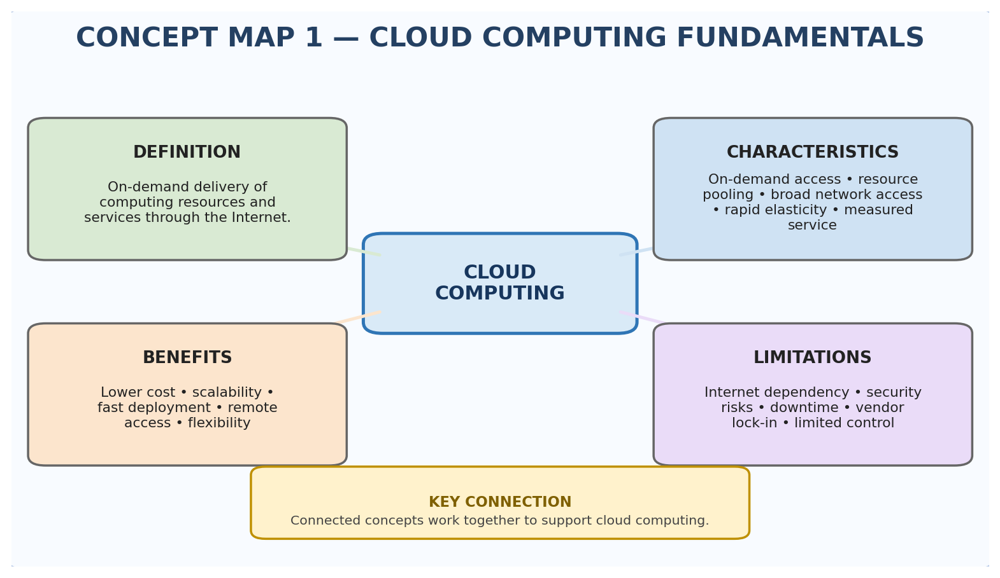 CONCEPT MAP 1 — CLOUD COMPUTING FUNDAMENTALS
DEFINITION
On-demand delivery of
computing resources and
services through the Internet.
CHARACTERISTICS
On-demand access • resource
pooling • broad network access
• rapid elasticity • measured
service
CLOUD
COMPUTING
BENEFITS
Lower cost • scalability •
fast deployment • remote
access • flexibility
LIMITATIONS
Internet dependency • security
risks • downtime • vendor
lock-in • limited control
KEY CONNECTION
Connected concepts work together to support cloud computing.